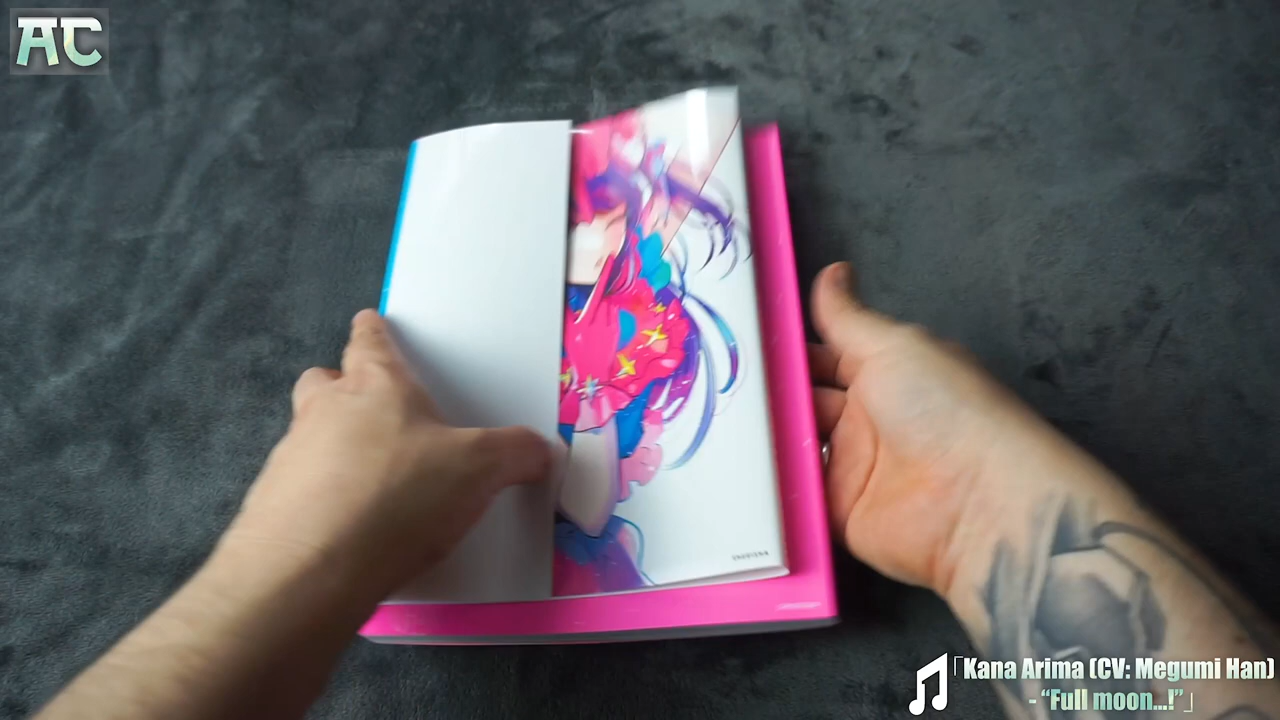 AC
「Kana Arima (CV: Megumi Han)
- “Full moon...!”」